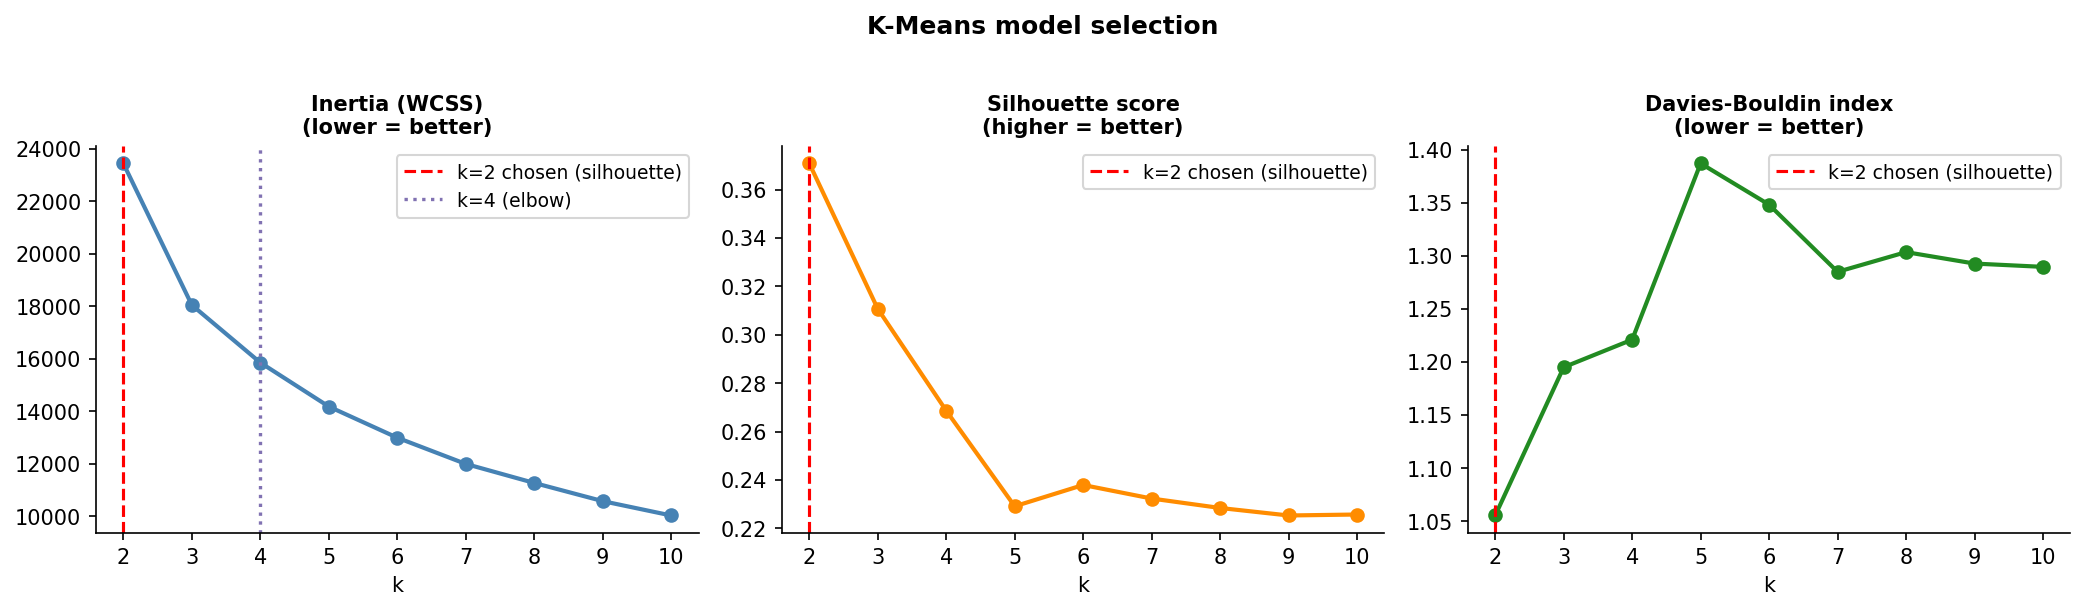 K-Means model selection
Inertia (WCSS)
(lower = better)
24000
22000
20000
18000
16000
14000
12000
10000
k=2 chosen (silhouette)
k=4 (elbow)
2 3 4 5 6 7 8 9 10
k
Silhouette score
(higher = better)
0.36
0.34
0.32
0.30
0.28
0.26
0.24
0.22
k=2 chosen (silhouette)
2 3 4 5 6 7 8 9 10
k
Davies-Bouldin index
(lower = better)
1.40
1.35
1.30
1.25
1.20
1.15
1.10
1.05
k=2 chosen (silhouette)
2 3 4 5 6 7 8 9 10
k